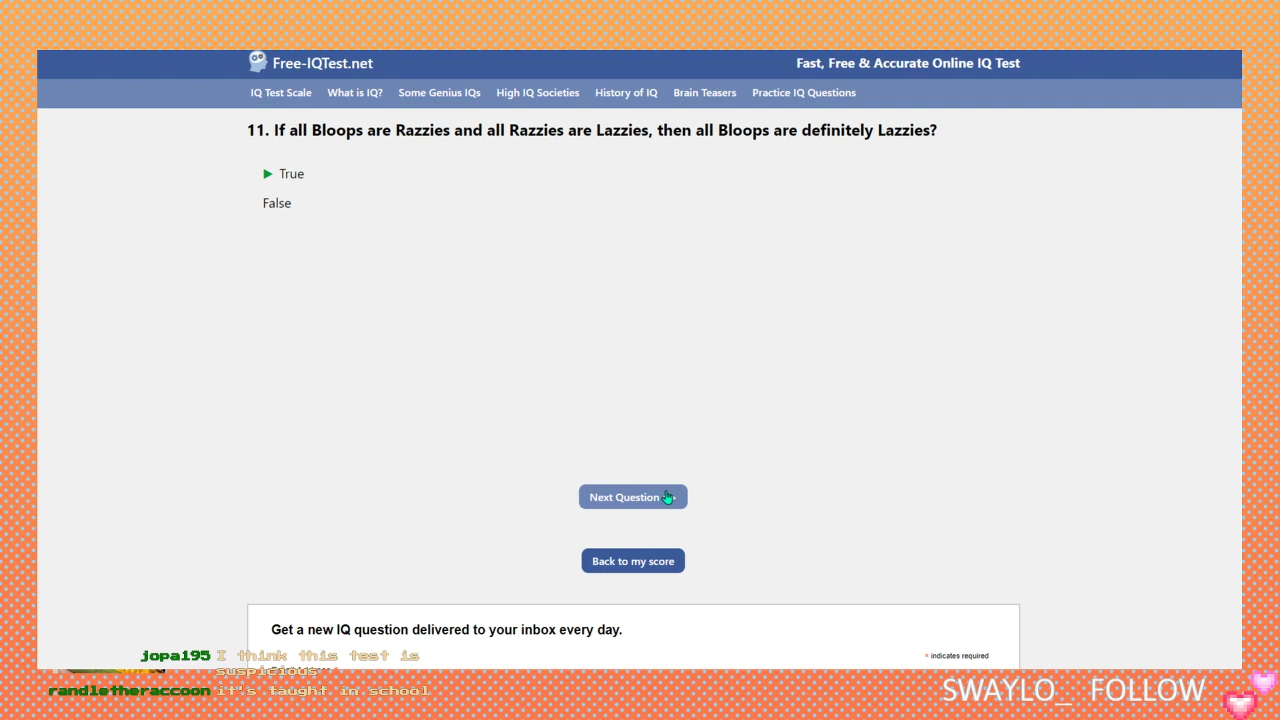 Free-IQTest.net
Fast, Free & Accurate Online IQ Test
IQ Test Scale What is IQ? Some Genius IQs High IQ Societies History of IQ Brain Teasers Practice IQ Questions
11. If all Bloops are Razzies and all Razzies are Lazzies, then all Bloops are definitely Lazzies?
True
False
Next Question
Back to my score
Get a new IQ question delivered to your inbox every day.
* indicates required
jopa195 I think this test is
suspicious
randletheraccoon it's taught in school
SWAYLO_ FOLLOW